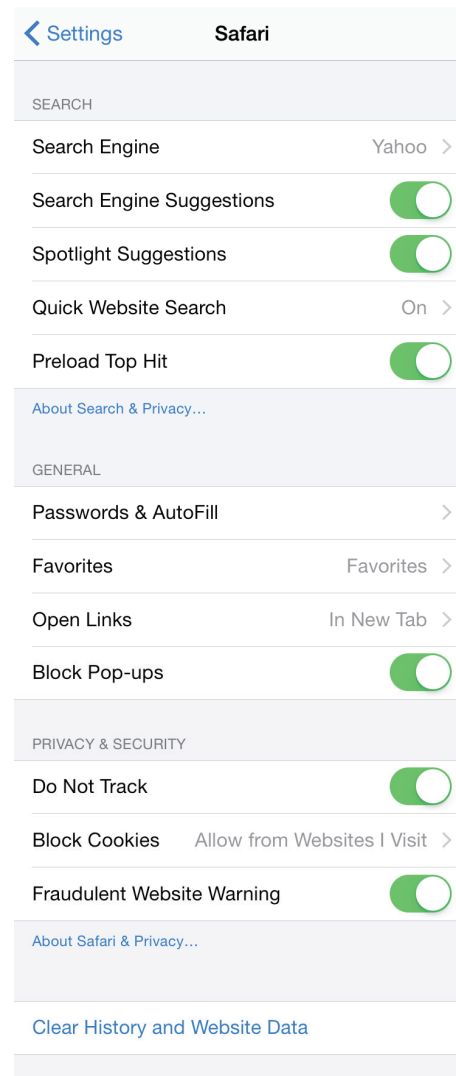 Settings Safari
SEARCH
Search Engine Yahoo
Search Engine Suggestions
Spotlight Suggestions
Quick Website Search On
Preload Top Hit
About Search & Privacy...
GENERAL
Passwords & AutoFill
Favorites Favorites
Open Links In New Tab
Block Pop-ups
PRIVACY & SECURITY
Do Not Track
Block Cookies Allow from Websites I Visit
Fraudulent Website Warning
About Safari & Privacy...
Clear History and Website Data